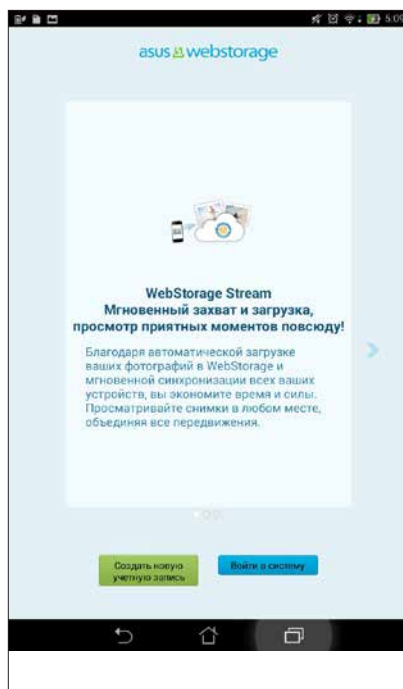 5:09
asus webstorage
WebStorage Stream
Мгновенный захват и загрузка,
просмотр приятных моментов повсюду!
Благодаря автоматической загрузке
ваших фотографий в WebStorage и
мгновенной синхронизации всех ваших
устройств, вы экономите время и силы.
Просматривайте снимки в любом месте,
объединяя все передвижения.
Создать новую
учетную запись
Войти в систему